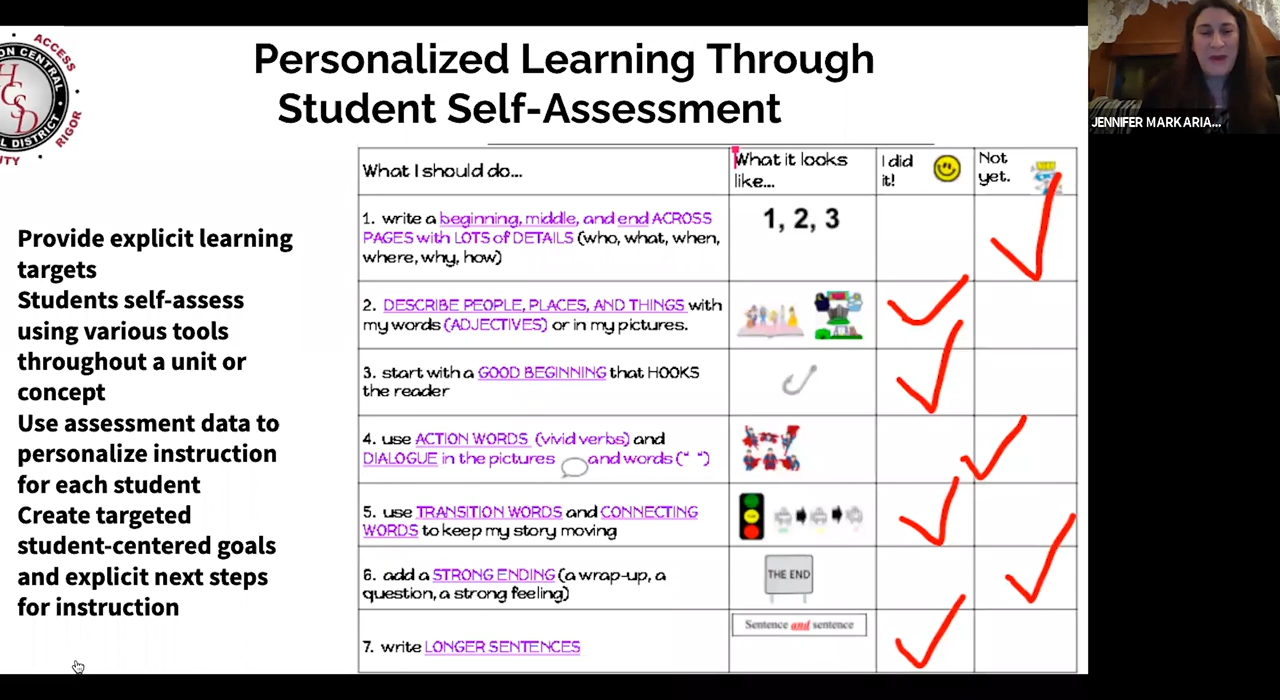 ACCESS
RIGOR
Personalized Learning Through
Student Self-Assessment
JENNIFER MARKARIA...
Provide explicit learning
targets
Students self-assess
using various tools
throughout a unit or
concept
Use assessment data to
personalize instruction
for each student
Create targeted
student-centered goals
and explicit next steps
for instruction
What I should do...
What it looks
like...
I did
it!
Not
yet.
1. write a beginning, middle, and end ACROSS
PAGES with LOTS of DETAILS (who, what, when,
where, why, how)
1, 2, 3
2. DESCRIBE PEOPLE, PLACES, AND THINGS with
my words (ADJECTIVES) or in my pictures.
3. start with a GOOD BEGINNING that HOOKS
the reader
4. use ACTION WORDS (vivid verbs) and
DIALOGUE in the pictures and words (" ")
5. use TRANSITION WORDS and CONNECTING
WORDS to keep my story moving
6. add a STRONG ENDING (a wrap-up, a
question, a strong feeling)
THE END
7. write LONGER SENTENCES
Sentence and sentence